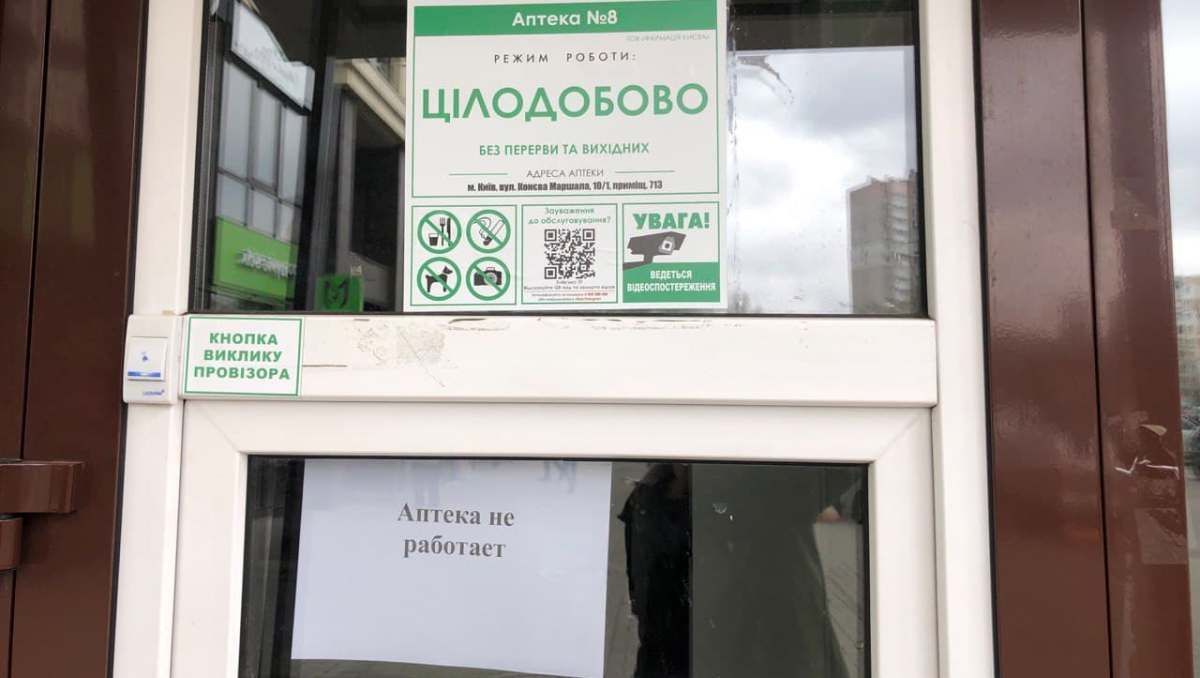 Аптека №8
РЕЖИМ РОБОТИ:
ЦІЛОДОБОВО
БЕЗ ПЕРЕРВИ ТА ВИХІДНИХ
АДРЕСА АПТЕКИ
м. Київ, вул. Конєва Маршала, 10/1, приміщ. 713
Зауваження
до обслуговування?
УВАГА!
ВЕДЕТЬСЯ
ВІДЕОСПОСТЕРЕЖЕННЯ
КНОПКА
ВИКЛИКУ
ПРОВІЗОРА
Аптека не
работает